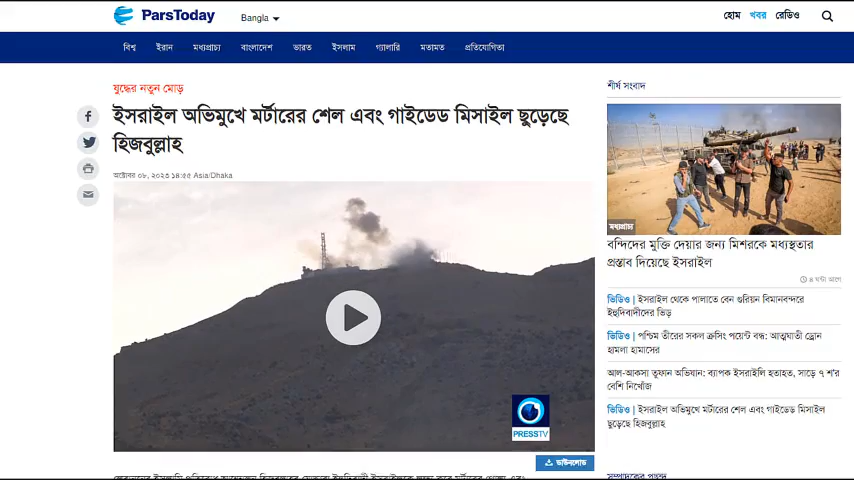 ParsToday
Bangla
হোম খবর রেডিও
বিশ্ব ইরান মধ্যপ্রাচ্য বাংলাদেশ ভারত ইসলাম গ্যালারি মতামত প্রতিযোগিতা
যুদ্ধের নতুন মোড়
ইসরাইল অভিমুখে মর্টারের শেল এবং গাইডেড মিসাইল ছুড়েছে
হিজবুল্লাহ
অক্টোবর ০৮, ২০২৩ ১৪:৫৫ Asia/Dhaka
PRESSTV
ডাউনলোড
শীর্ষ সংবাদ
মধ্যপ্রাচ্য
বন্দিদের মুক্তি দেয়ার জন্য মিশরকে মধ্যস্থতার
প্রস্তাব দিয়েছে ইসরাইল
৪ ঘন্টা আগে
ভিডিও | ইসরাইল থেকে পালাতে বেন গুরিয়ন বিমানবন্দরে
ইহুদিবাদীদের ভিড়
ভিডিও | পশ্চিম তীরের সকল ক্রসিং পয়েন্ট বন্ধ: আত্মঘাতী ড্রোন
হামলা হামাসের
আল-আকসা তুফান অভিযান: ব্যাপক ইসরাইলি হতাহত, সাড়ে ৭ শ'র
বেশি নিখোঁজ
ভিডিও | ইসরাইল অভিমুখে মর্টারের শেল এবং গাইডেড মিসাইল
ছুড়েছে হিজবুল্লাহ